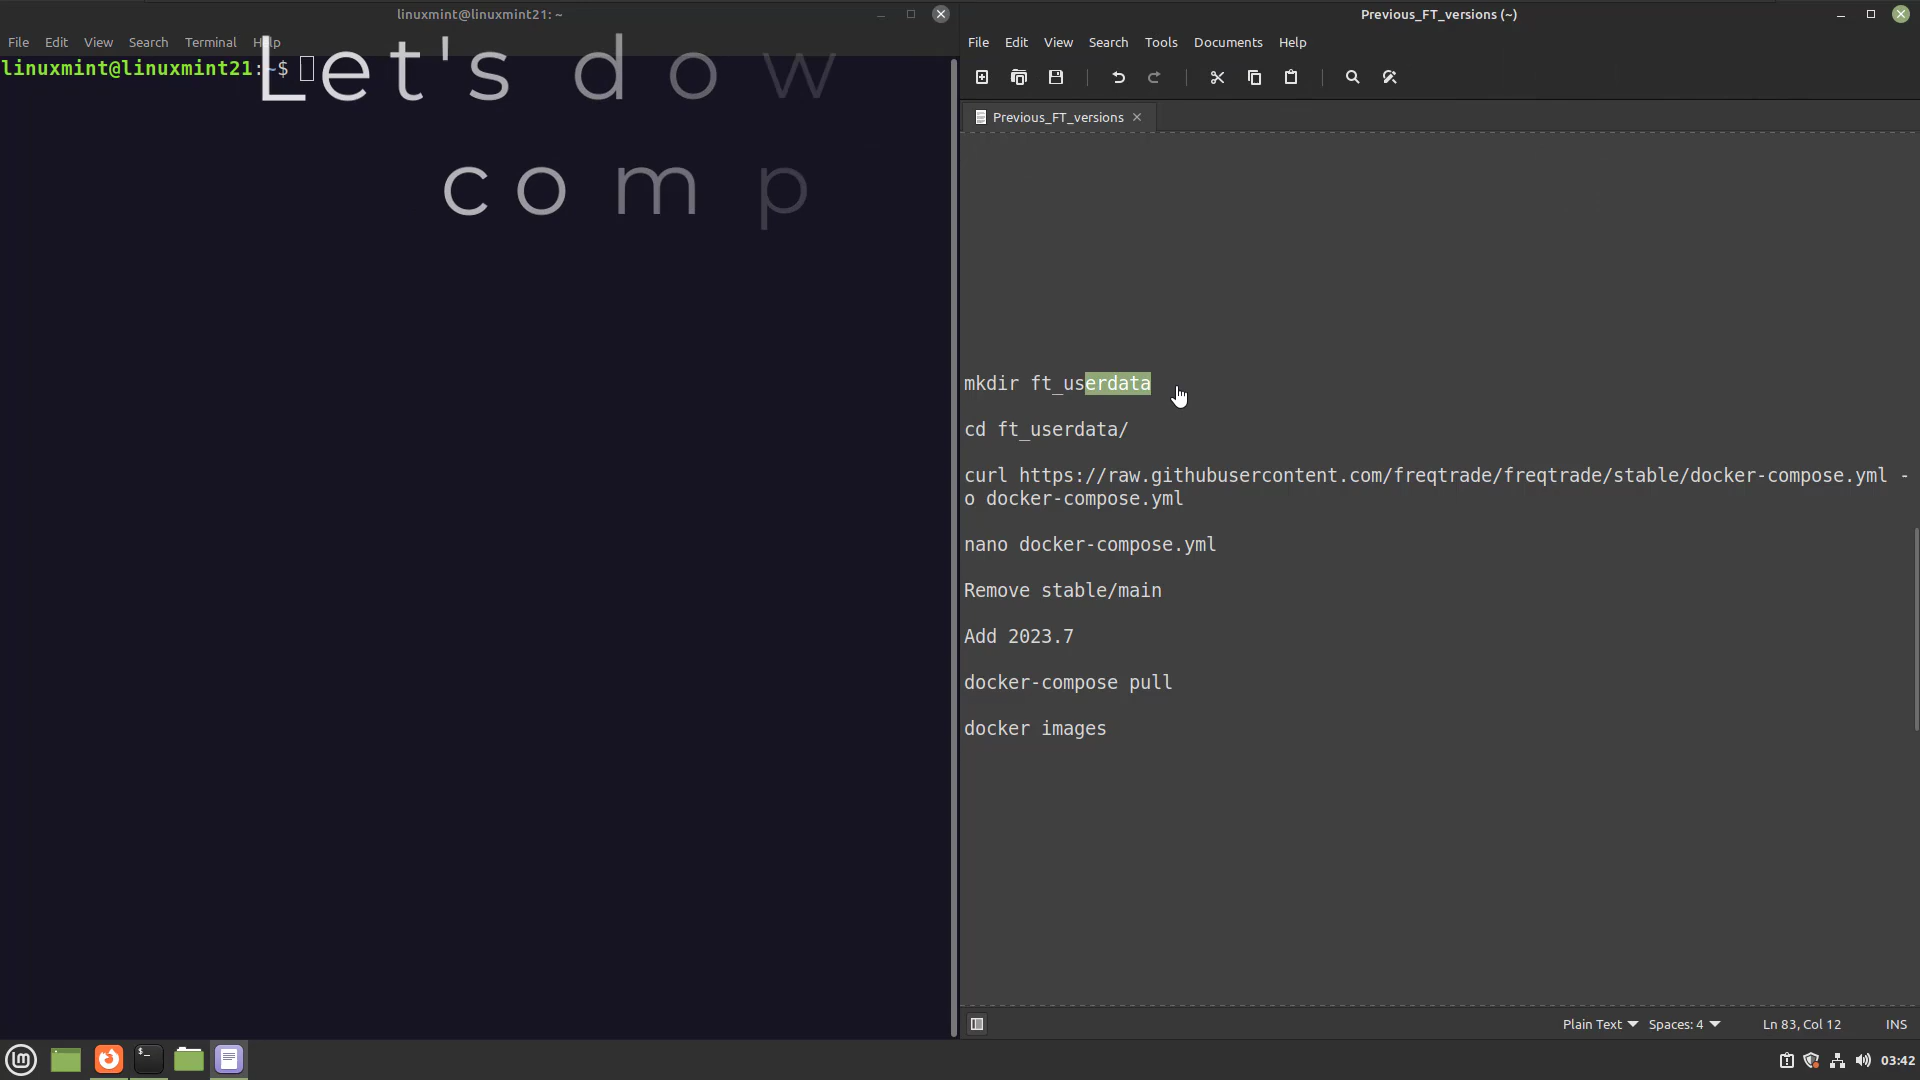 linuxmint@linuxmint21: ~
File Edit View Search Terminal Help
linuxmint@linuxmint21:~$
Let's dow
comp
Previous_FT_versions (~)
File Edit View Search Tools Documents Help
Previous_FT_versions
mkdir ft_userdata
cd ft_userdata/
curl https://raw.githubusercontent.com/freqtrade/freqtrade/stable/docker-compose.yml -
o docker-compose.yml
nano docker-compose.yml
Remove stable/main
Add 2023.7
docker-compose pull
docker images
Plain Text Spaces: 4 Ln 83, Col 12 INS
03:42